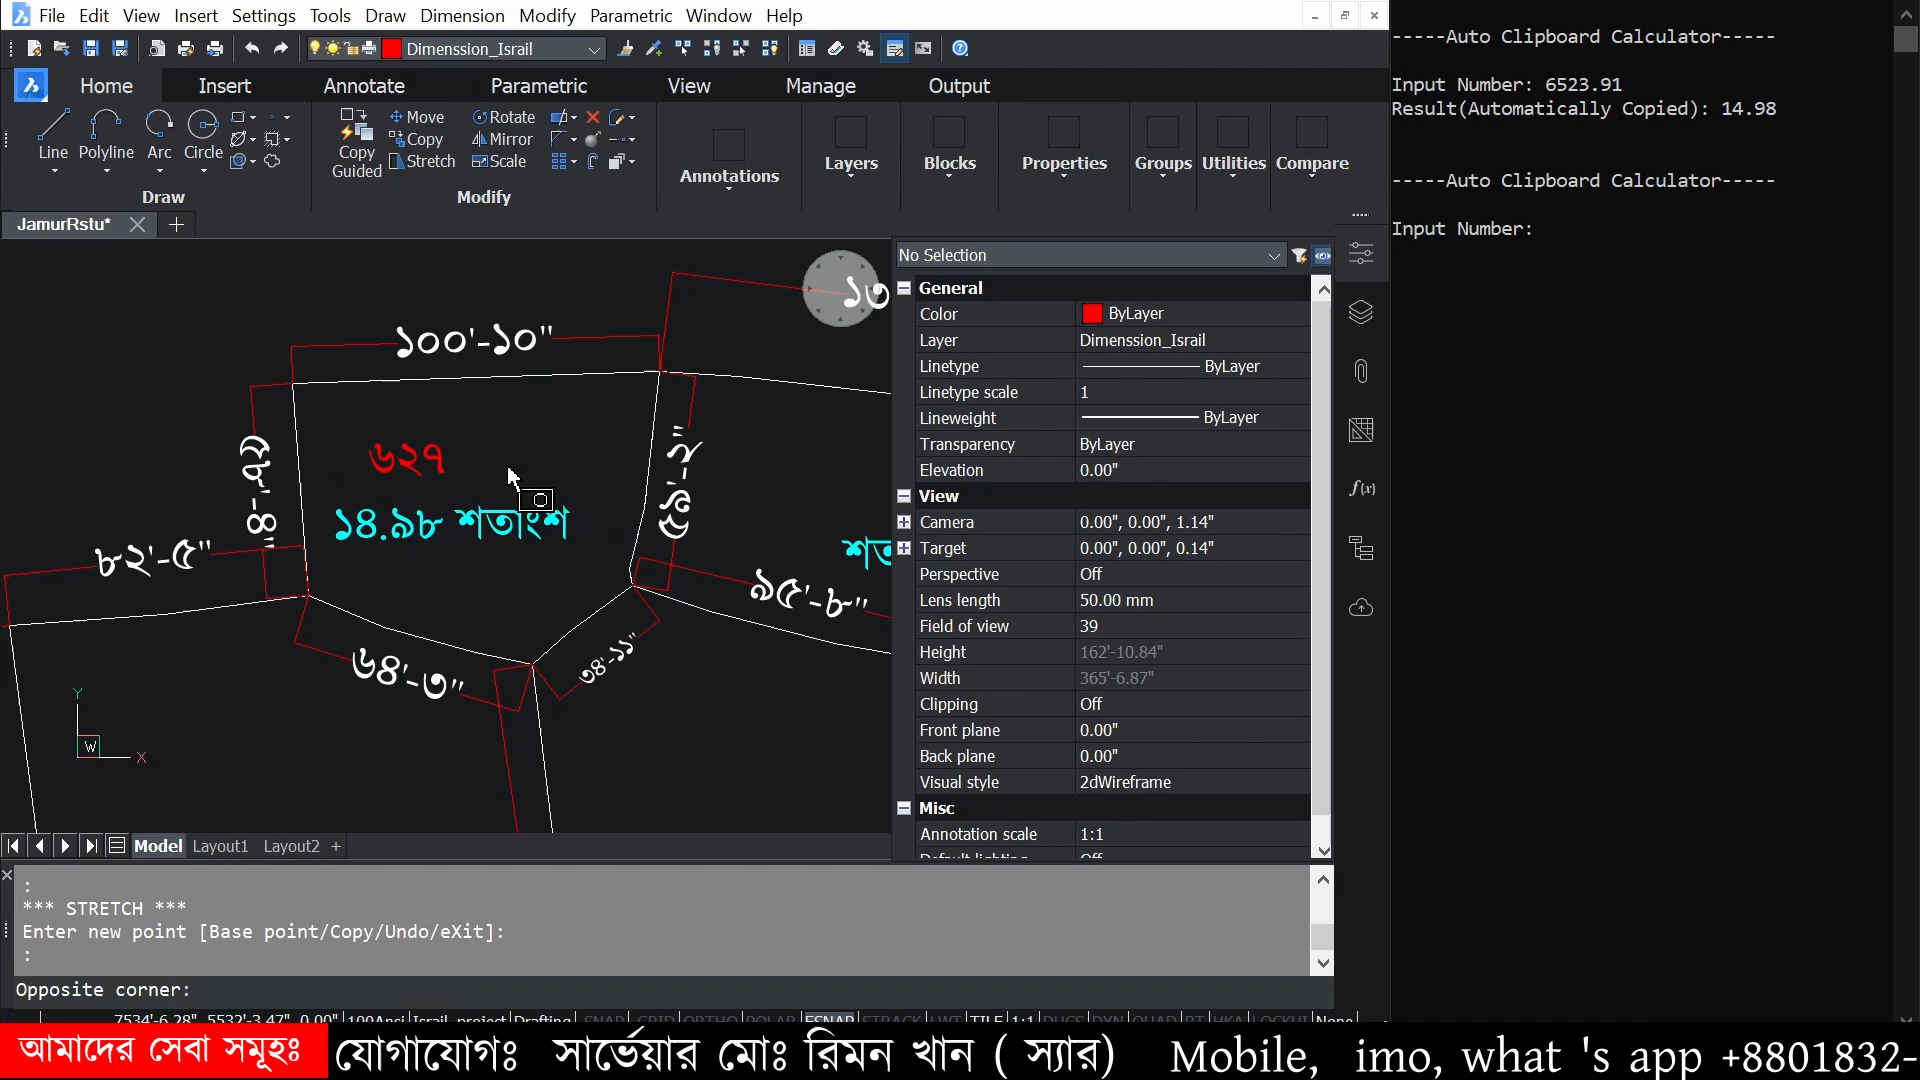 File Edit View Insert Settings Tools Draw Dimension Modify Parametric Window Help
Dimenssion_Israil
Home Insert Annotate Parametric View Manage Output
Line Polyline Arc Circle
Copy Guided
Move Rotate
Copy Mirror
Stretch Scale
Annotations Layers Blocks Properties Groups Utilities Compare
Draw Modify
JamurRstu*
১০০'-১০"
১৩
৫৮'-৪"
৬২৭
১৪.৯৮ শতাংশ
৫৯'-২"
৮২'-৫"
৯৫'-৮"
৬৪'-৩"
৩৪'-১১"
Y
W
X
No Selection
General
Color ByLayer
Layer Dimenssion_Israil
Linetype ByLayer
Linetype scale 1
Lineweight ByLayer
Transparency ByLayer
Elevation 0.00"
View
Camera 0.00", 0.00", 1.14"
Target 0.00", 0.00", 0.14"
Perspective Off
Lens length 50.00 mm
Field of view 39
Height 162'-10.84"
Width 365'-6.87"
Clipping Off
Front plane 0.00"
Back plane 0.00"
Visual style 2dWireframe
Misc
Annotation scale 1:1
f(x)
Model Layout1 Layout2 +
:
*** STRETCH ***
Enter new point [Base point/Copy/Undo/eXit]:
:
Opposite corner:
-----Auto Clipboard Calculator-----
Input Number: 6523.91
Result(Automatically Copied): 14.98
-----Auto Clipboard Calculator-----
Input Number:
আমাদের সেবা সমূহঃ যোগাযোগঃ সার্ভেয়ার মোঃ রিমন খান ( স্যার) Mobile, imo, what 's app +8801832-